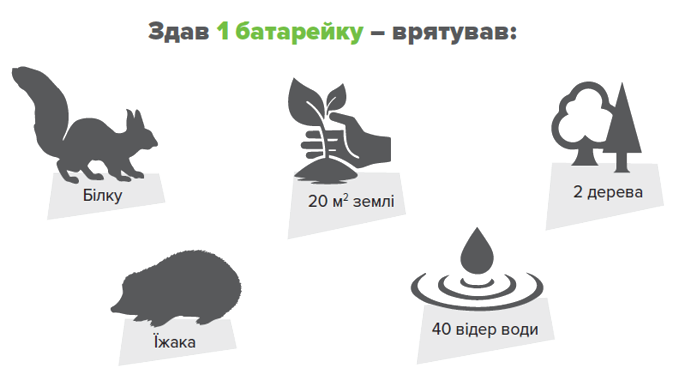 Здав 1 батарейку – врятував:
Білку
20 м² землі
2 дерева
Їжака
40 відер води